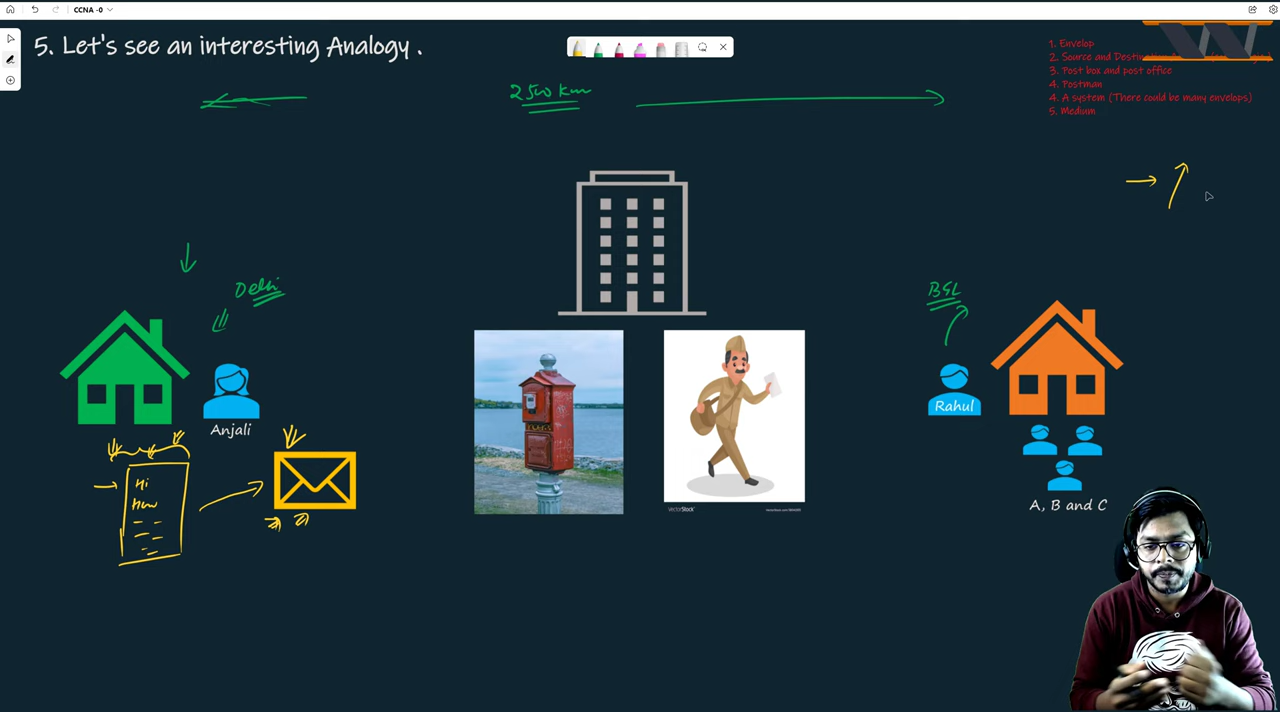 CCNA -0
5. Let's see an interesting Analogy .
1. Envelop
2. Source and
3. Post box and post office
4. Postman
4. A system (There could be many envelops)
5. Medium
2500 km
Delhi
BSL
Anjali
Rahul
Hi
How
A, B and C
VectorStock